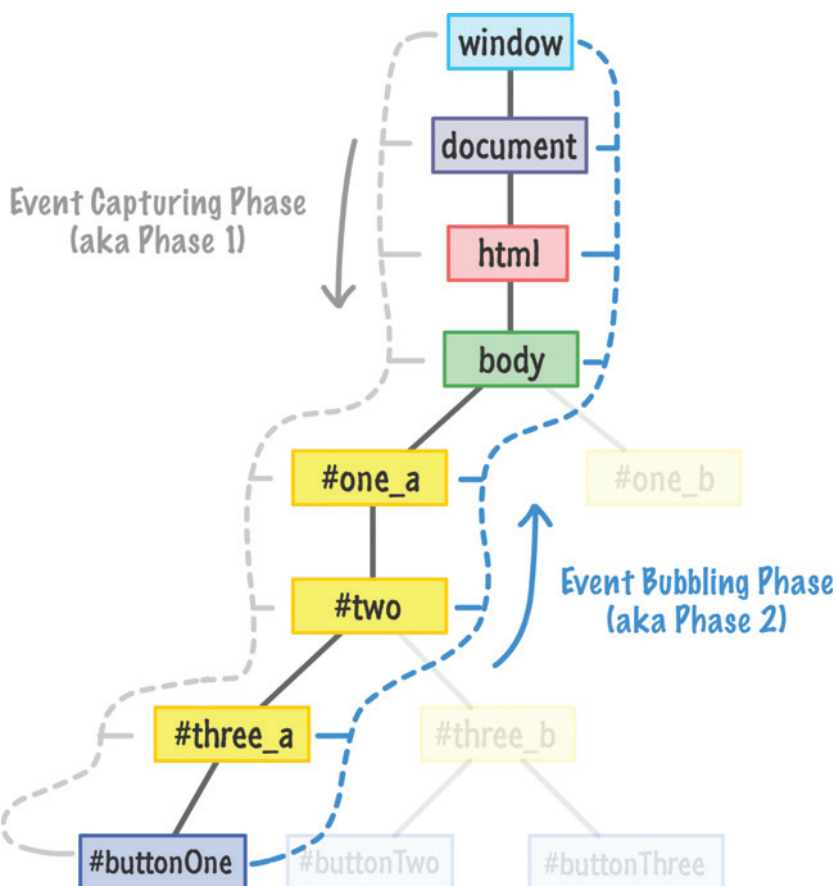 window
document
Event Capturing Phase
(aka Phase 1)
html
body
#one_a
#one_b
Event Bubbling Phase
(aka Phase 2)
#two
#three_a
#three_b
#buttonOne
#buttonTwo
#buttonThree